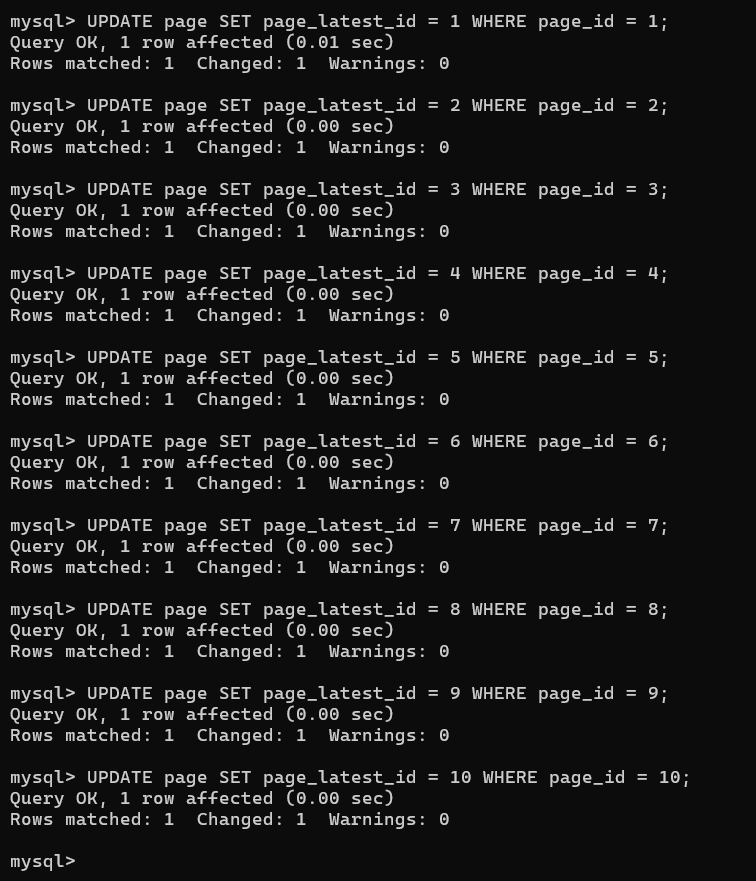 mysql> UPDATE page SET page_latest_id = 1 WHERE page_id = 1;
Query OK, 1 row affected (0.01 sec)
Rows matched: 1  Changed: 1  Warnings: 0

mysql> UPDATE page SET page_latest_id = 2 WHERE page_id = 2;
Query OK, 1 row affected (0.00 sec)
Rows matched: 1  Changed: 1  Warnings: 0

mysql> UPDATE page SET page_latest_id = 3 WHERE page_id = 3;
Query OK, 1 row affected (0.00 sec)
Rows matched: 1  Changed: 1  Warnings: 0

mysql> UPDATE page SET page_latest_id = 4 WHERE page_id = 4;
Query OK, 1 row affected (0.00 sec)
Rows matched: 1  Changed: 1  Warnings: 0

mysql> UPDATE page SET page_latest_id = 5 WHERE page_id = 5;
Query OK, 1 row affected (0.00 sec)
Rows matched: 1  Changed: 1  Warnings: 0

mysql> UPDATE page SET page_latest_id = 6 WHERE page_id = 6;
Query OK, 1 row affected (0.00 sec)
Rows matched: 1  Changed: 1  Warnings: 0

mysql> UPDATE page SET page_latest_id = 7 WHERE page_id = 7;
Query OK, 1 row affected (0.00 sec)
Rows matched: 1  Changed: 1  Warnings: 0

mysql> UPDATE page SET page_latest_id = 8 WHERE page_id = 8;
Query OK, 1 row affected (0.00 sec)
Rows matched: 1  Changed: 1  Warnings: 0

mysql> UPDATE page SET page_latest_id = 9 WHERE page_id = 9;
Query OK, 1 row affected (0.00 sec)
Rows matched: 1  Changed: 1  Warnings: 0

mysql> UPDATE page SET page_latest_id = 10 WHERE page_id = 10;
Query OK, 1 row affected (0.00 sec)
Rows matched: 1  Changed: 1  Warnings: 0

mysql>